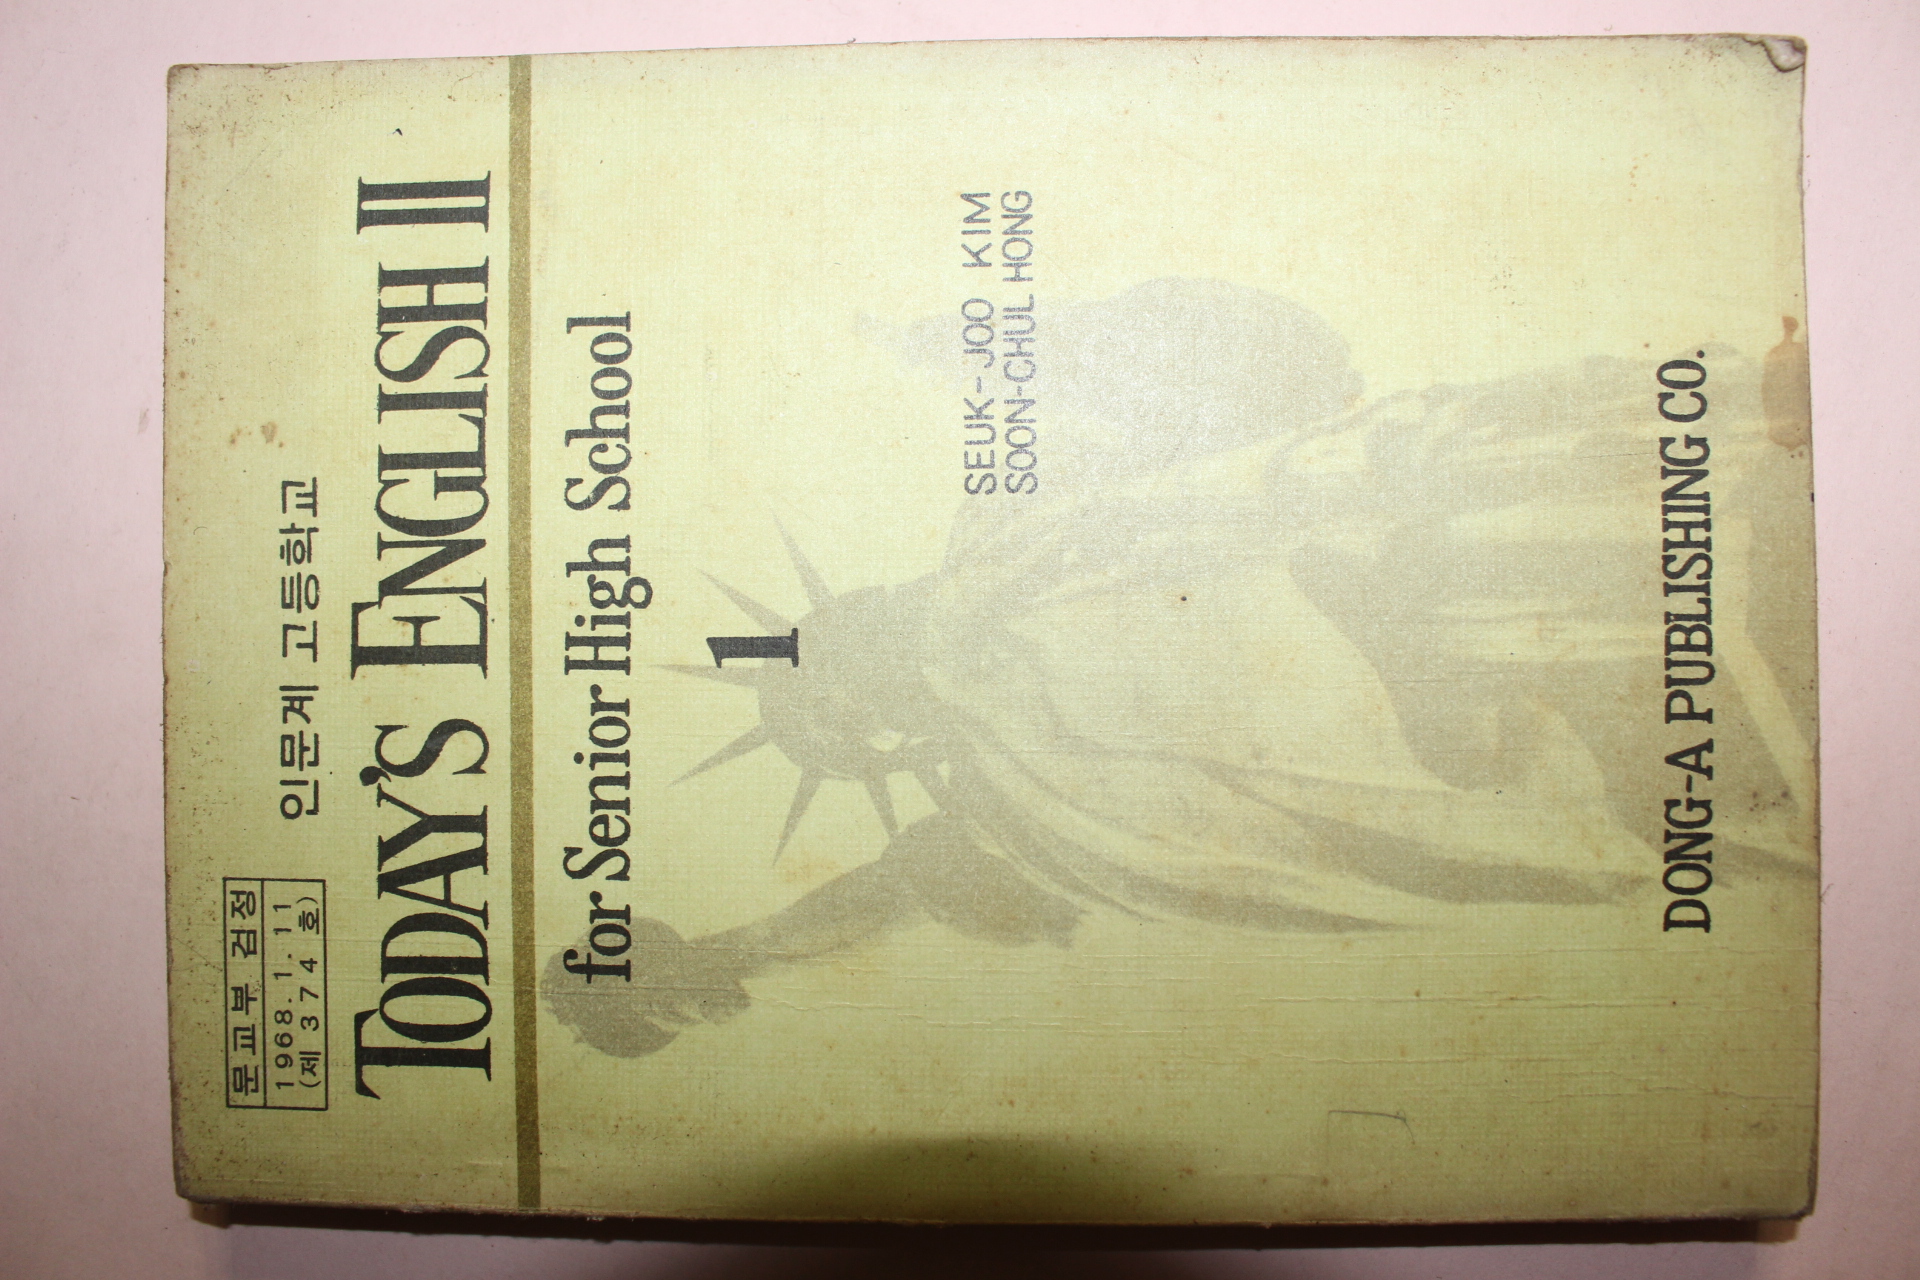 문교부 검정
1968. 1. 11
(제 3774 호)
인문계 고등학교
TODAY'S ENGLISH II
for Senior High School
1
SEUK-JOO KIM
SOON-CHUL HONG
DONG-A PUBLISHING CO.